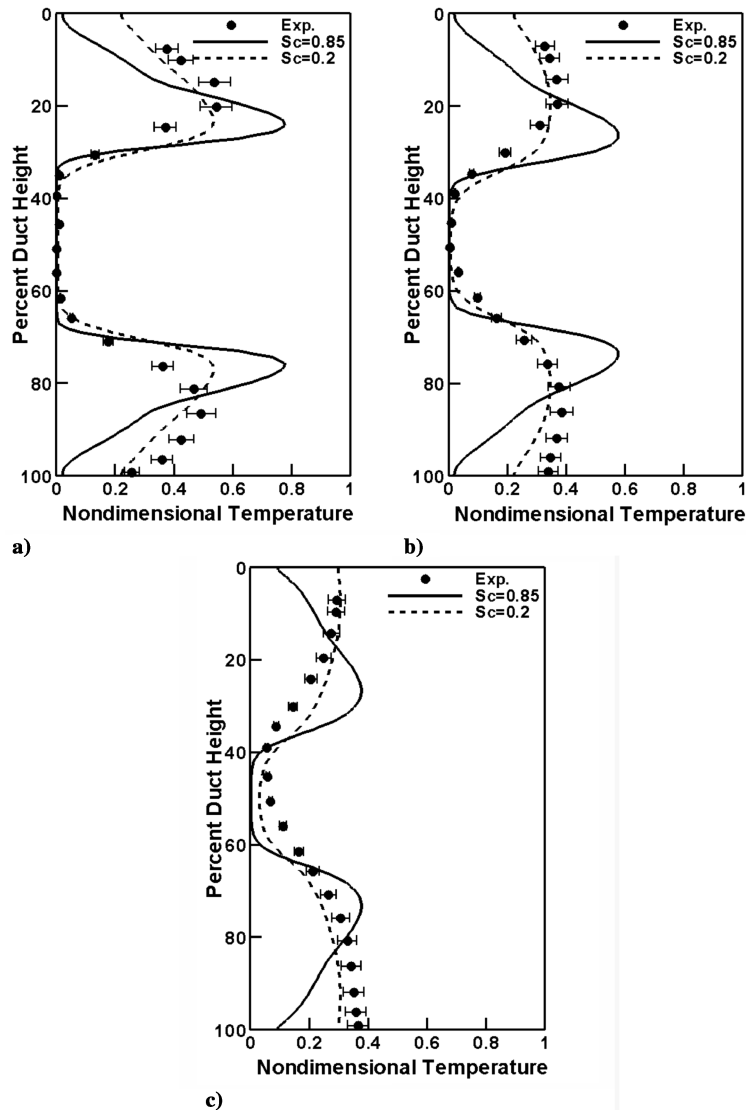 0
20
40
60
80
100
Percent Duct Height
Exp.
Sc=0.85
Sc=0.2
0
0.2
0.4
0.6
0.8
1
Nondimensional Temperature
a)
0
20
40
60
80
100
Percent Duct Height
Exp.
Sc=0.85
Sc=0.2
0
0.2
0.4
0.6
0.8
1
Nondimensional Temperature
b)
0
20
40
60
80
100
Percent Duct Height
Exp.
Sc=0.85
Sc=0.2
0
0.2
0.4
0.6
0.8
1
Nondimensional Temperature
c)